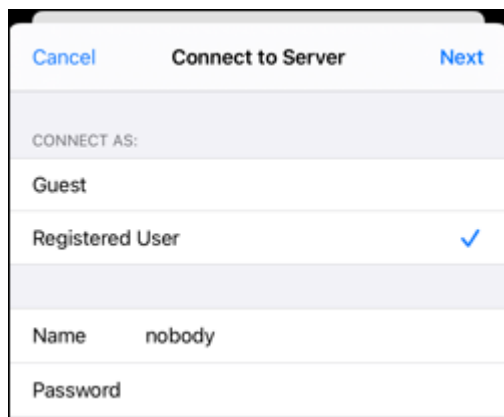 Cancel Connect to Server Next
CONNECT AS:
Guest
Registered User
Name nobody
Password